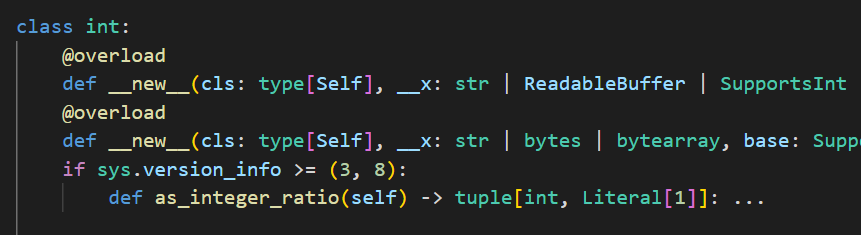 class int:
@overload
def __new__(cls: type[Self], __x: str | ReadableBuffer | SupportsInt
@overload
def __new__(cls: type[Self], __x: str | bytes | bytearray, base: Supp
if sys.version_info >= (3, 8):
def as_integer_ratio(self) -> tuple[int, Literal[1]]: ...